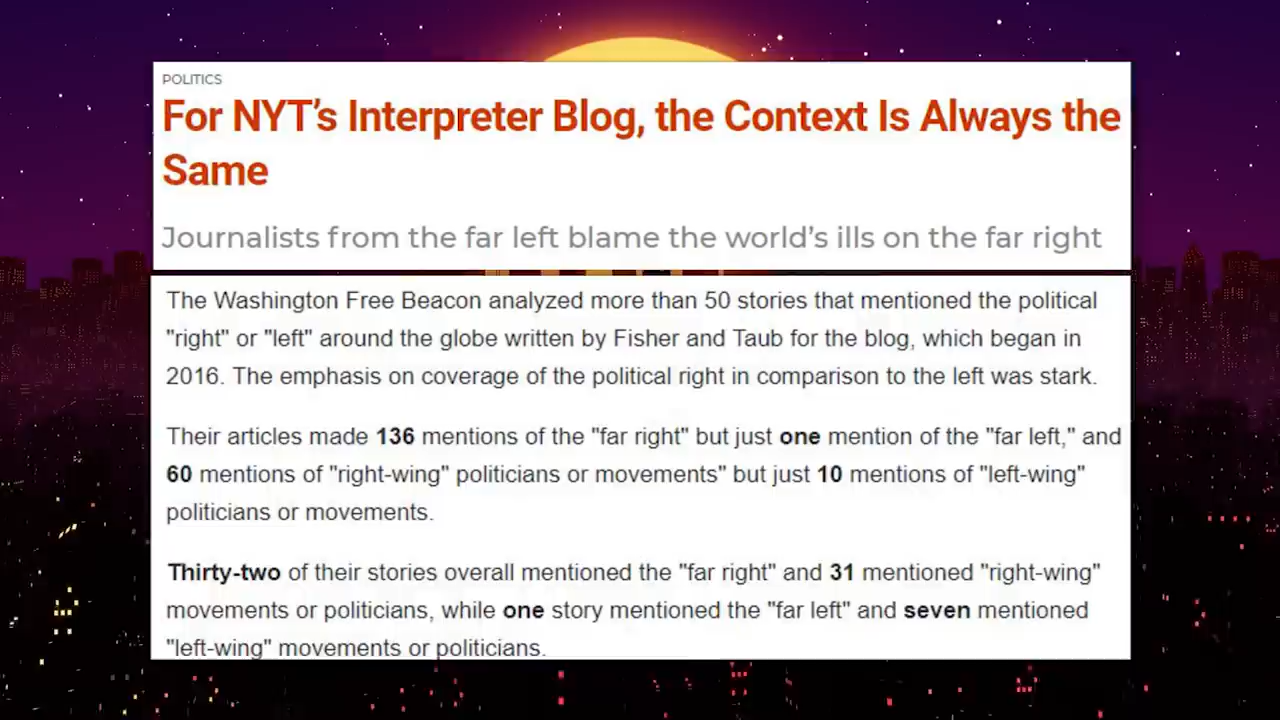 POLITICS
For NYT’s Interpreter Blog, the Context Is Always the
Same
Journalists from the far left blame the world’s ills on the far right
The Washington Free Beacon analyzed more than 50 stories that mentioned the political
"right" or "left" around the globe written by Fisher and Taub for the blog, which began in
2016. The emphasis on coverage of the political right in comparison to the left was stark.
Their articles made 136 mentions of the "far right" but just one mention of the "far left," and
60 mentions of "right-wing" politicians or movements" but just 10 mentions of "left-wing"
politicians or movements.
Thirty-two of their stories overall mentioned the "far right" and 31 mentioned "right-wing"
movements or politicians, while one story mentioned the "far left" and seven mentioned
"left-wing" movements or politicians.